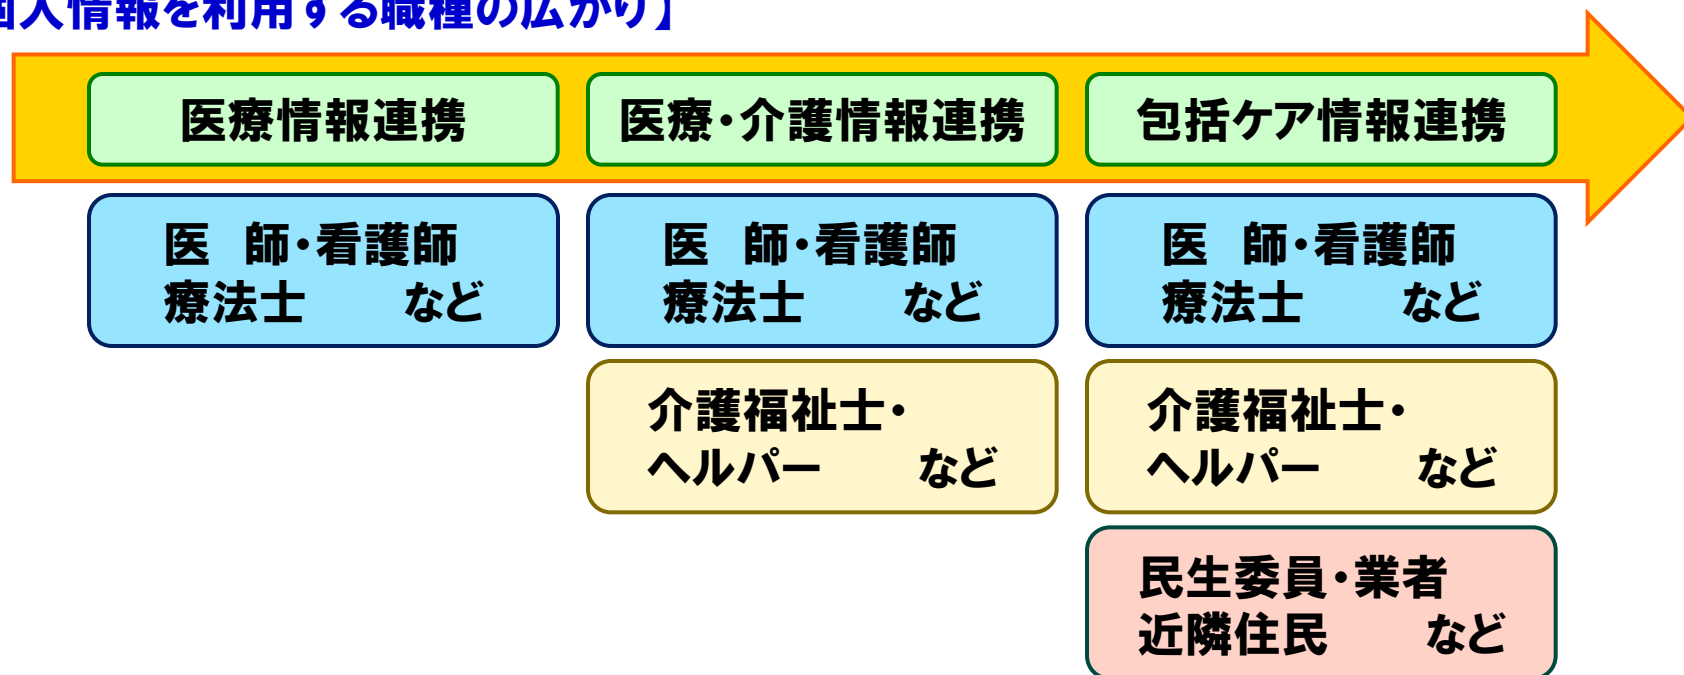 個人情報を利用する職種の広がり】
医療情報連携
医療・介護情報連携
包括ケア情報連携
医　師・看護師
療法士　　など
医　師・看護師
療法士　　など
医　師・看護師
療法士　　など
介護福祉士・
ヘルパー　　など
介護福祉士・
ヘルパー　　など
民生委員・業者
近隣住民　　など